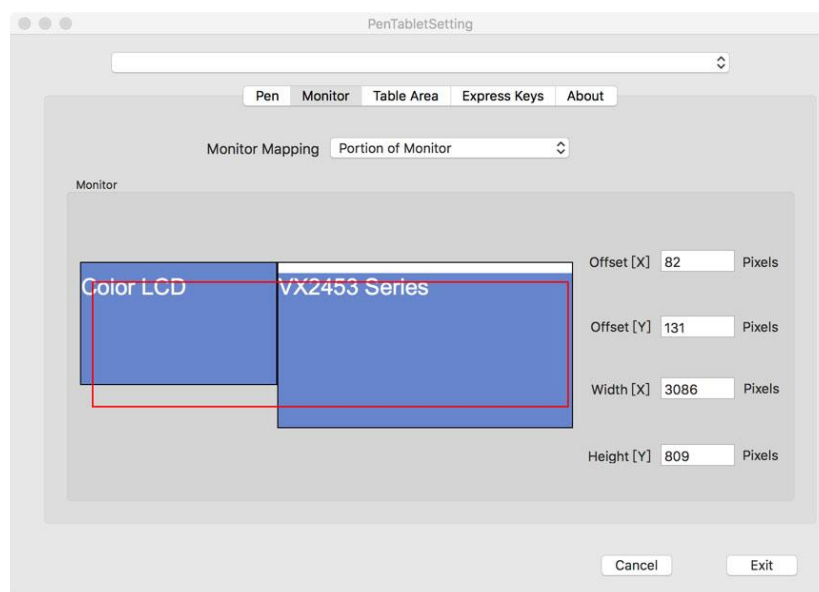 PenTabletSetting
Pen Monitor Table Area Express Keys About
Monitor Mapping Portion of Monitor
Monitor
Color LCD VX2453 Series
Offset [X] 82 Pixels
Offset [Y] 131 Pixels
Width [X] 3086 Pixels
Height [Y] 809 Pixels
Cancel Exit